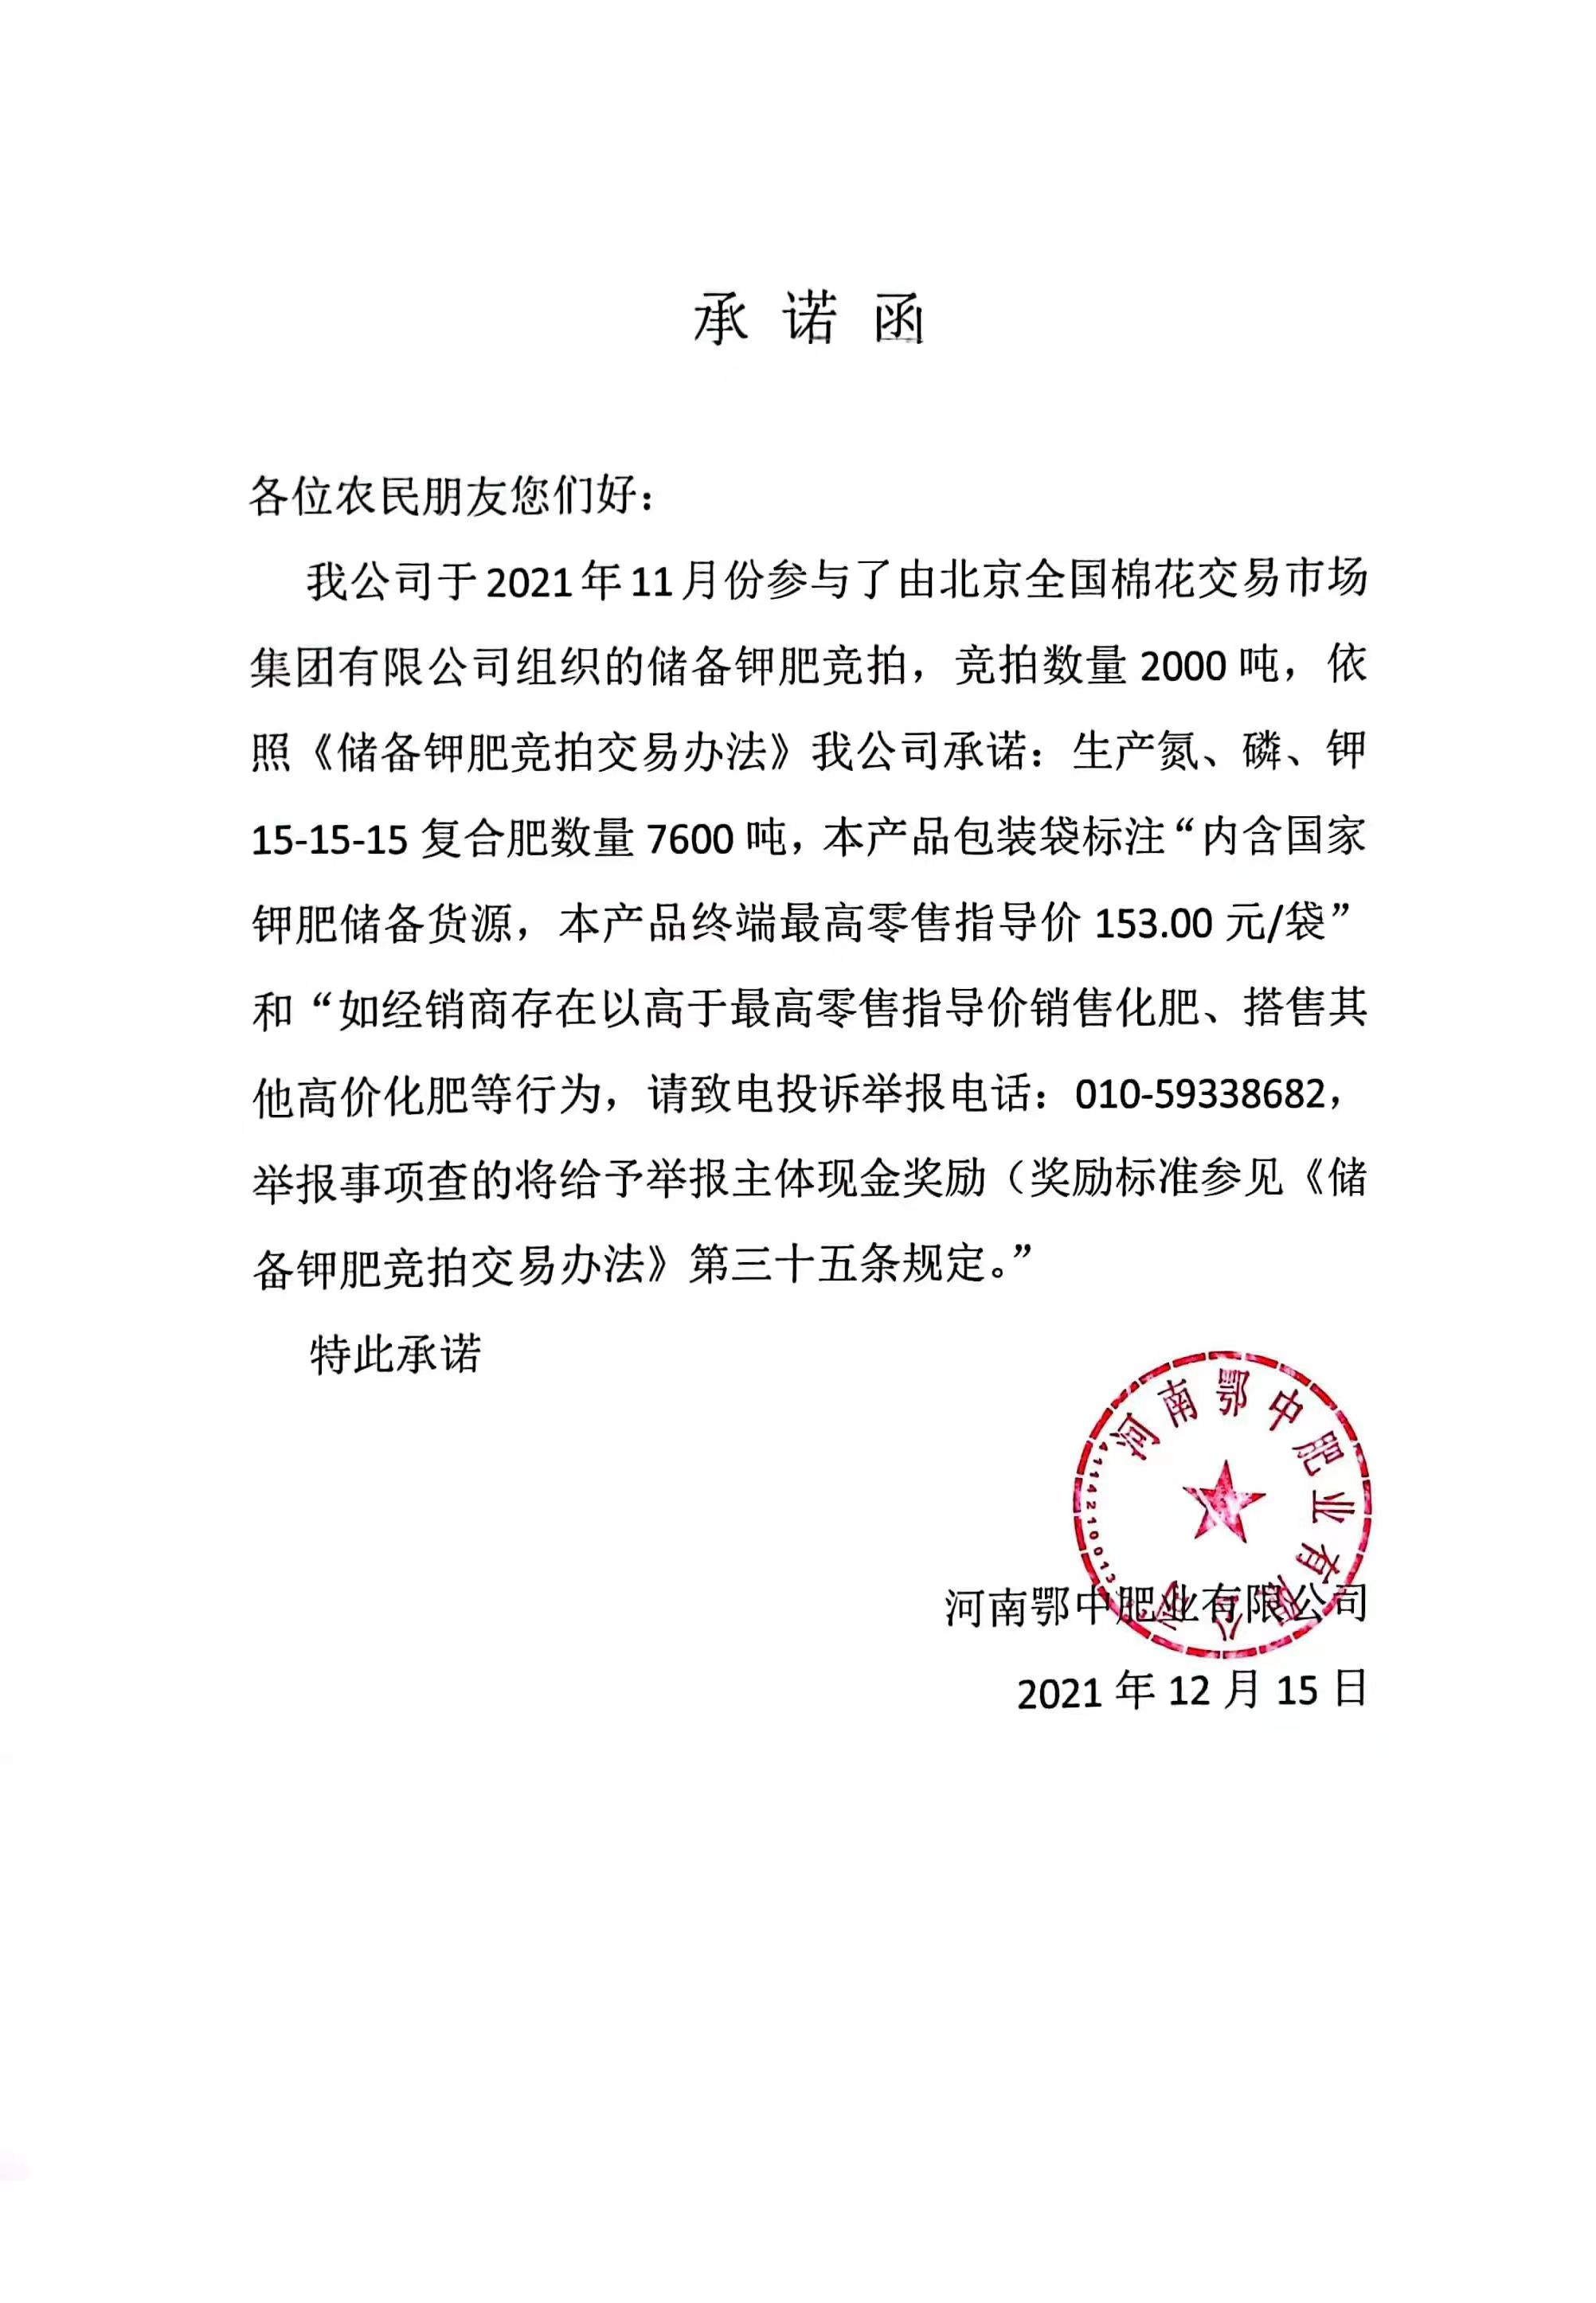 承诺函
各位农民朋友您们好：
我公司于2021年11月份参与了由北京全国棉花交易市场
集团有限公司组织的储备钾肥竞拍，竞拍数量2000吨，依
照《储备钾肥竞拍交易办法》我公司承诺：生产氮、磷、钾
15-15-15复合肥数量7600吨，本产品包装袋标注“内含国家
钾肥储备货源，本产品终端最高零售指导价153.00元/袋”
和“如经销商存在以高于最高零售指导价销售化肥、搭售其
他高价化肥等行为，请致电投诉举报电话：010-59338682，
举报事项查的将给予举报主体现金奖励（奖励标准参见《储
备钾肥竞拍交易办法》第三十五条规定。”
特此承诺
河南鄂中肥业有限公司
河南鄂中肥业有限公司
2021年12月15日